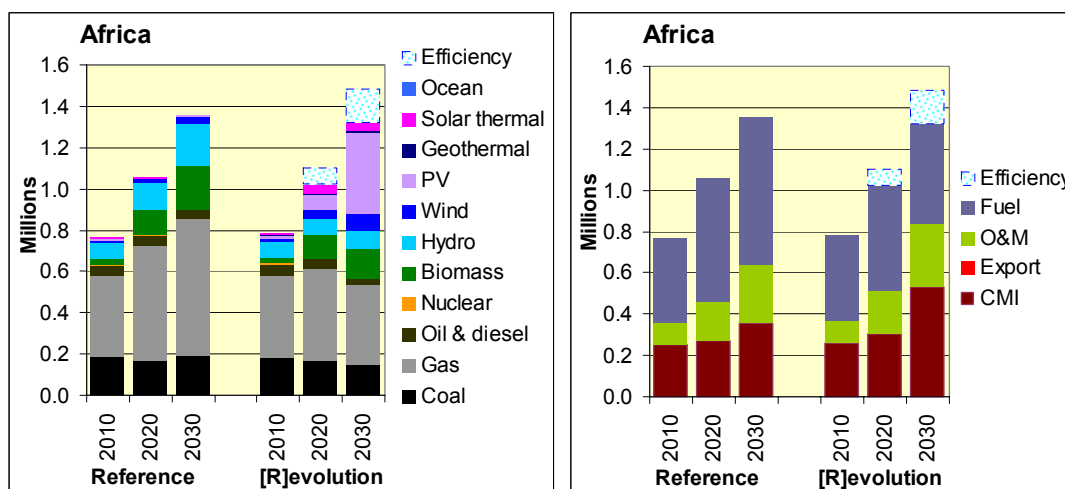 Africa
Millions
1.6
1.4
1.2
1.0
0.8
0.6
0.4
0.2
0.0
2010
2020
2030
2010
2020
2030
Reference
[R]evolution
Efficiency
Ocean
Solar thermal
Geothermal
PV
Wind
Hydro
Biomass
Nuclear
Oil & diesel
Gas
Coal
Africa
Millions
1.6
1.4
1.2
1.0
0.8
0.6
0.4
0.2
0.0
2010
2020
2030
2010
2020
2030
Reference
[R]evolution
Efficiency
Fuel
O&M
Export
CMI